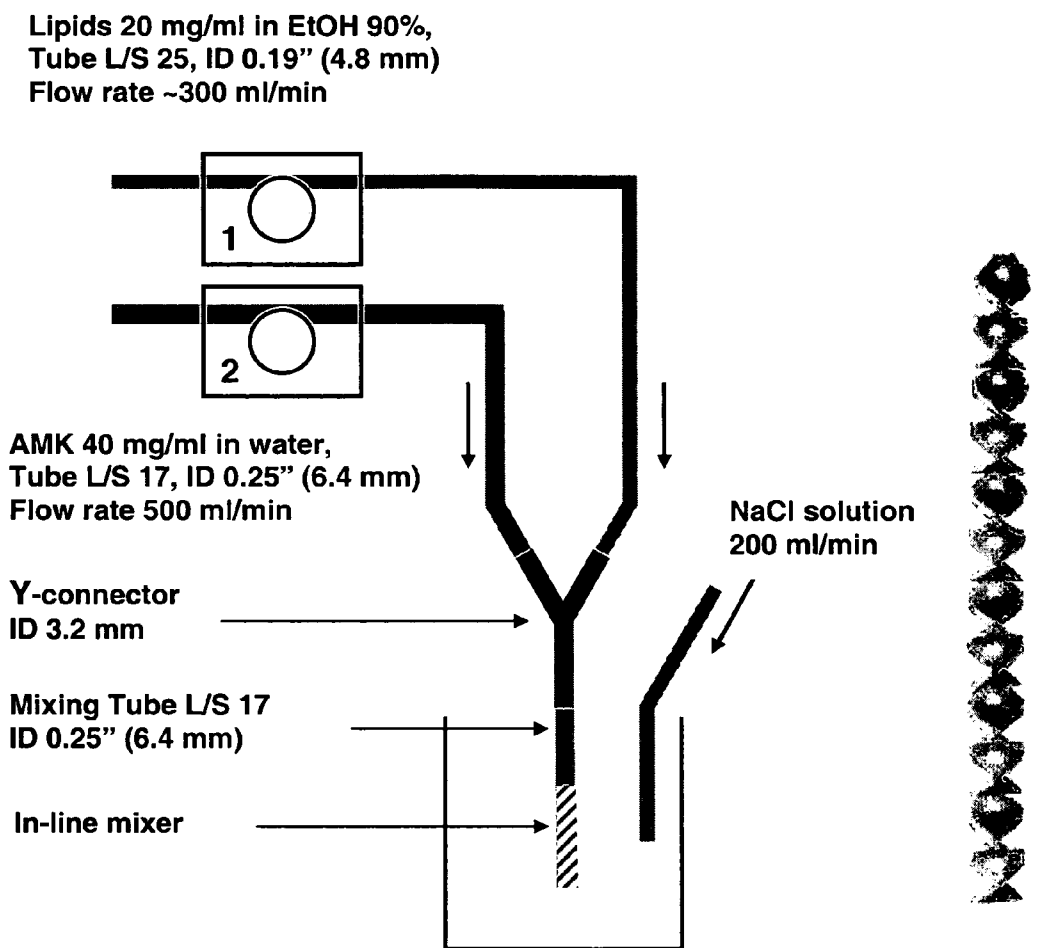 Lipids 20 mg/ml in EtOH 90%,
Tube L/S 25, ID 0.19” (4.8 mm)
Flow rate ~300 ml/min
1
2
AMK 40 mg/ml in water,
Tube L/S 17, ID 0.25” (6.4 mm)
Flow rate 500 ml/min
NaCl solution
200 ml/min
Y-connector
ID 3.2 mm
Mixing Tube L/S 17
ID 0.25” (6.4 mm)
In-line mixer